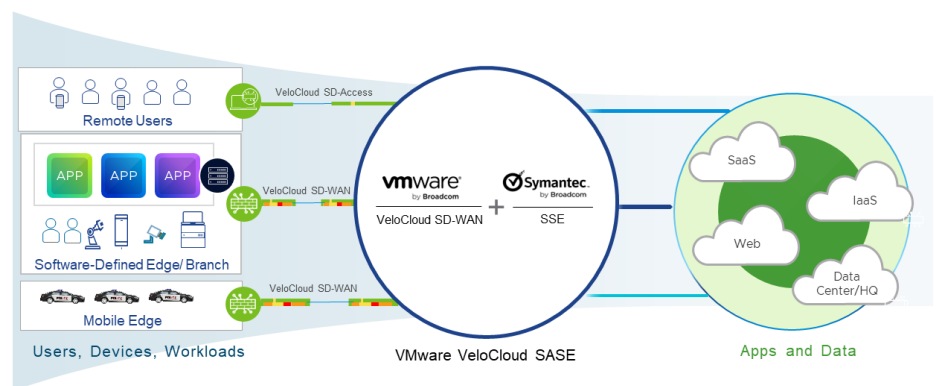 VeloCloud SD-Access
Remote Users
APP APP APP
VeloCloud SD-WAN
Software-Defined Edge/ Branch
VeloCloud SD-WAN
Mobile Edge
Users, Devices, Workloads
vmware®
by Broadcom
VeloCloud SD-WAN
+
Symantec.
by Broadcom
SSE
VMware VeloCloud SASE
SaaS
IaaS
Web
Data
Center/HQ
Apps and Data